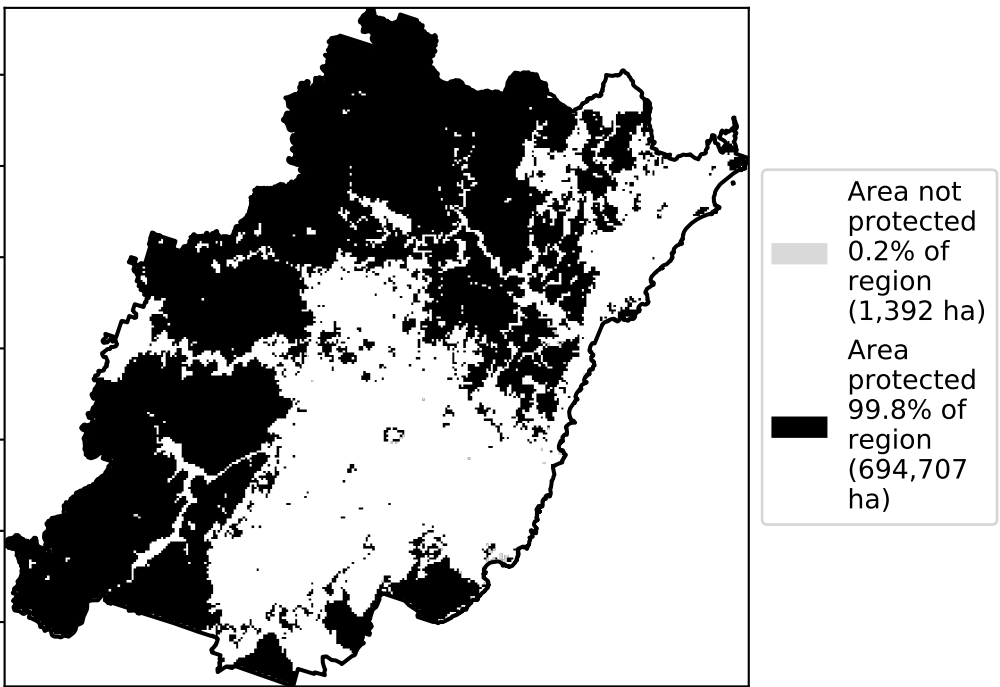 Area not
protected
0.2% of
region
(1,392 ha)
Area
protected
99.8% of
region
(694,707
ha)